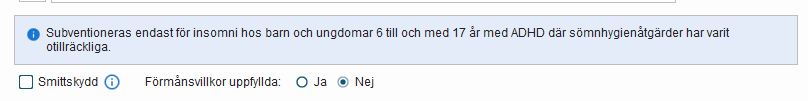 Subventioneras endast för insomni hos barn och ungdomar 6 till och med 17 år med ADHD där sömnhygienåtgärder har varit
otillräckliga.
Smittskydd Förmånsvillkor uppfyllda: Ja Nej